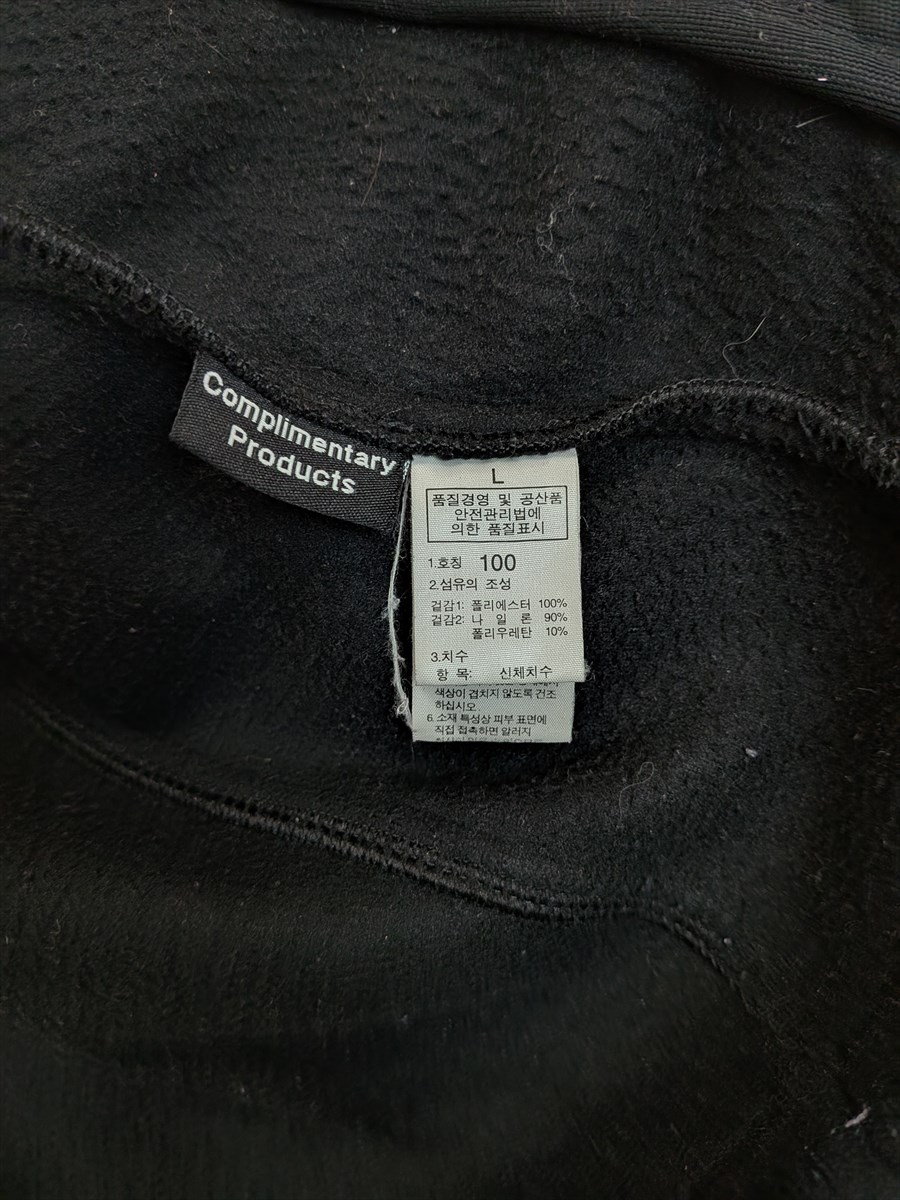 Complimentary
Products
L
품질경영 및 공산품
안전관리법에
의한 품질표시
1.호칭 100
2.섬유의 조성
겉감1: 폴리에스터 100%
겉감2: 나 일 론 90%
폴리우레탄 10%
3.치수
항 목: 신체치수
색상이 겹치지 않도록 건조
하십시오.
6.소재 특성상 피부 표면에
직접 접촉하면 알러지